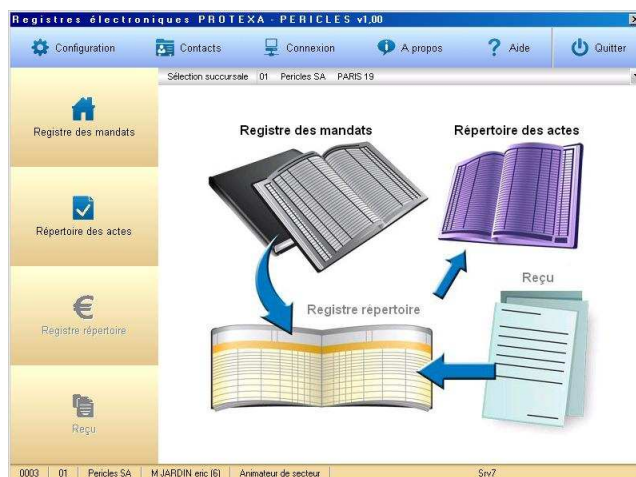 Registres électroniques PROTEXA - PERICLES v1,00
Configuration Contacts Connexion A propos ? Aide Quitter
Sélection succursale 01 Pericles SA PARIS 19
Registre des mandats
Répertoire des actes
€
Registre répertoire
Reçu
Registre des mandats
Répertoire des actes
Reçu
Registre répertoire
0003 01 Pericles SA M JARDIN eric (6) Animateur de secteur Srv7